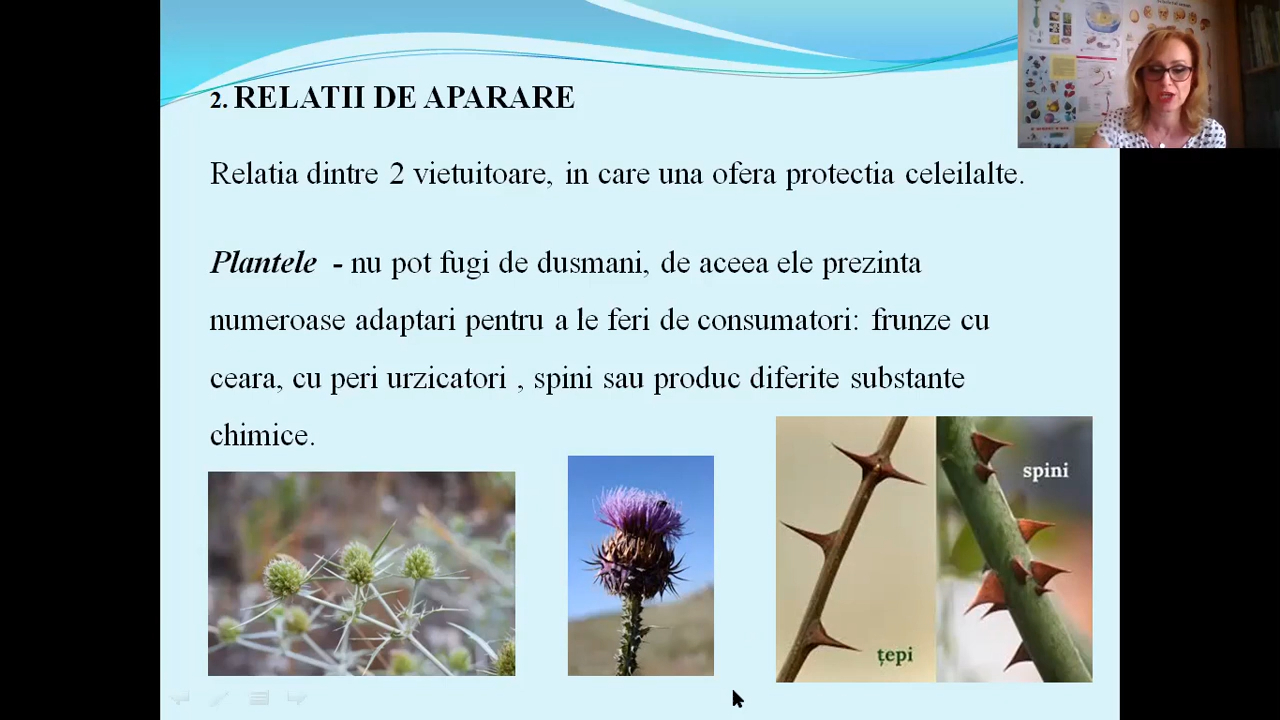 2. RELATII DE APARARE
Relatia dintre 2 vietuitoare, in care una ofera protectia celeilalte.
Plantele - nu pot fugi de dusmani, de aceea ele prezinta
numeroase adaptari pentru a le feri de consumatori: frunze cu
ceara, cu peri urzicatori , spini sau produc diferite substante
chimice.
spini
țepi